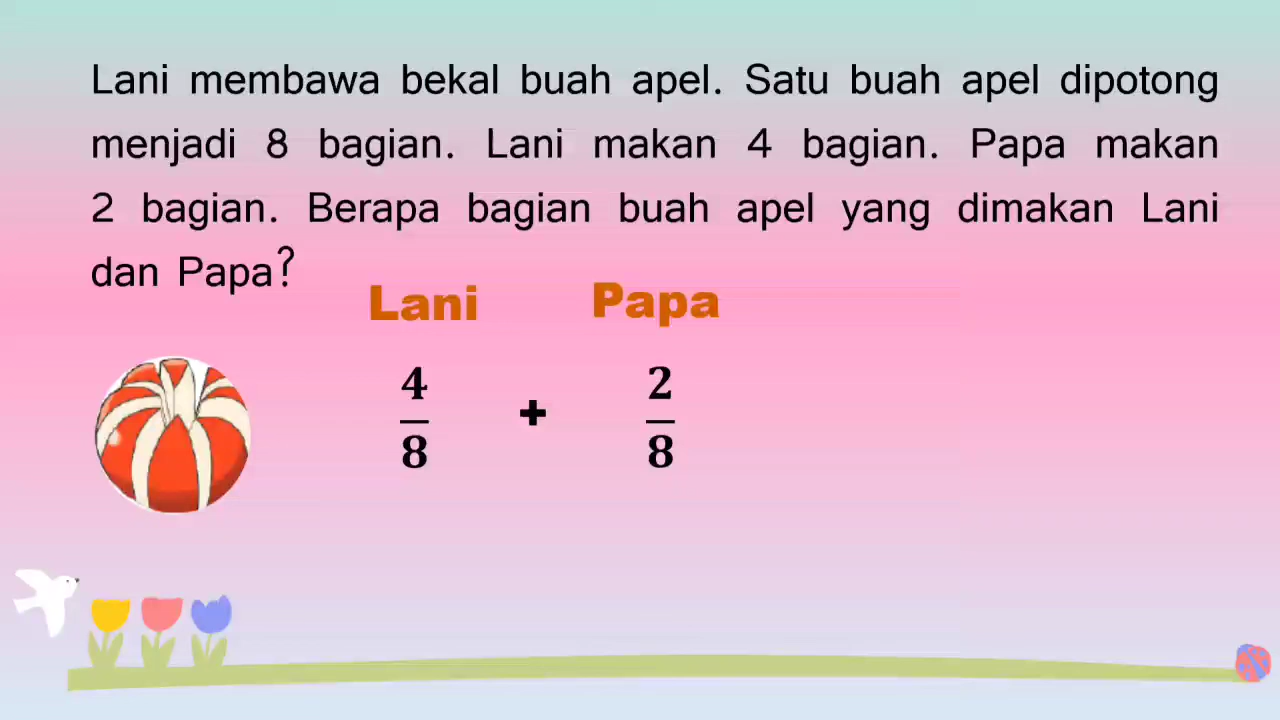 Lani membawa bekal buah apel. Satu buah apel dipotong
menjadi 8 bagian. Lani makan 4 bagian. Papa makan
2 bagian. Berapa bagian buah apel yang dimakan Lani
dan Papa?
Lani Papa
4/8 + 2/8